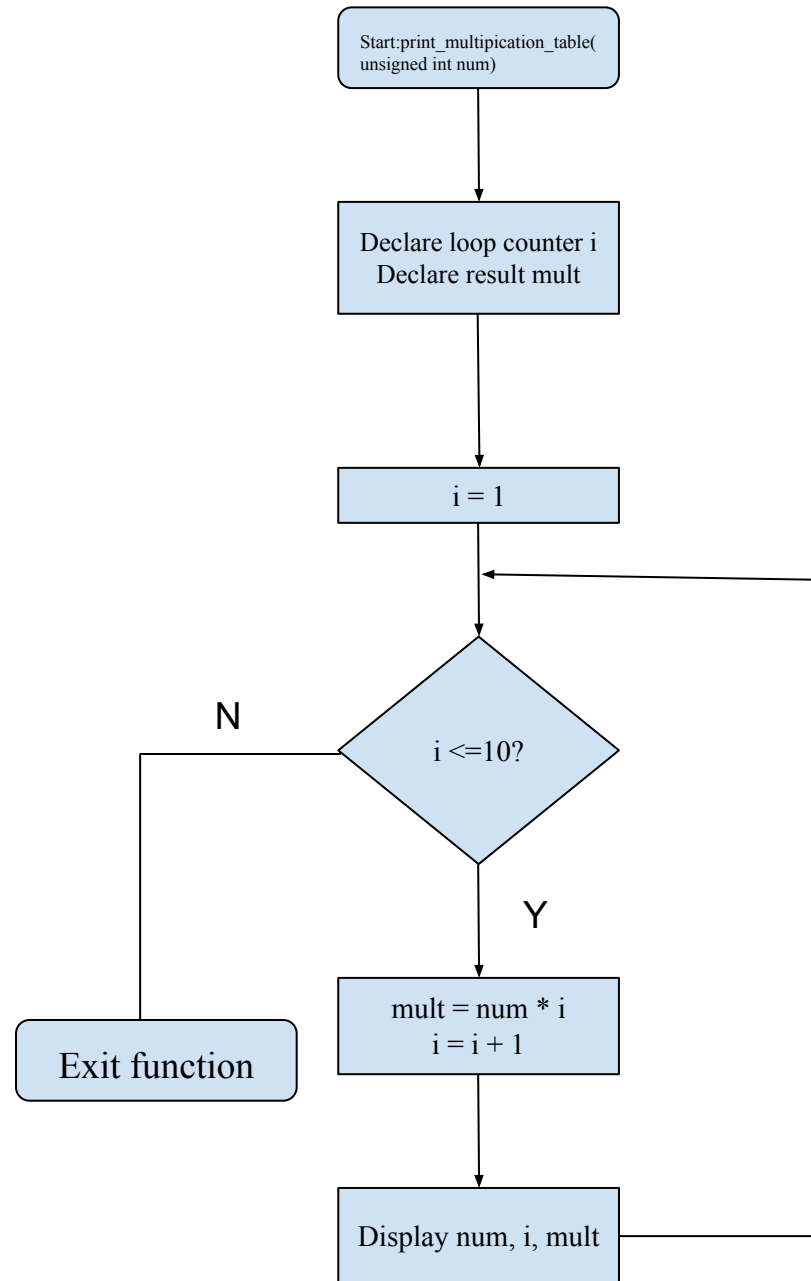 Start:print_multipication_table(
unsigned int num)
Declare loop counter i
Declare result mult
i = 1
N
i <=10?
Y
mult = num * i
i = i + 1
Exit function
Display num, i, mult